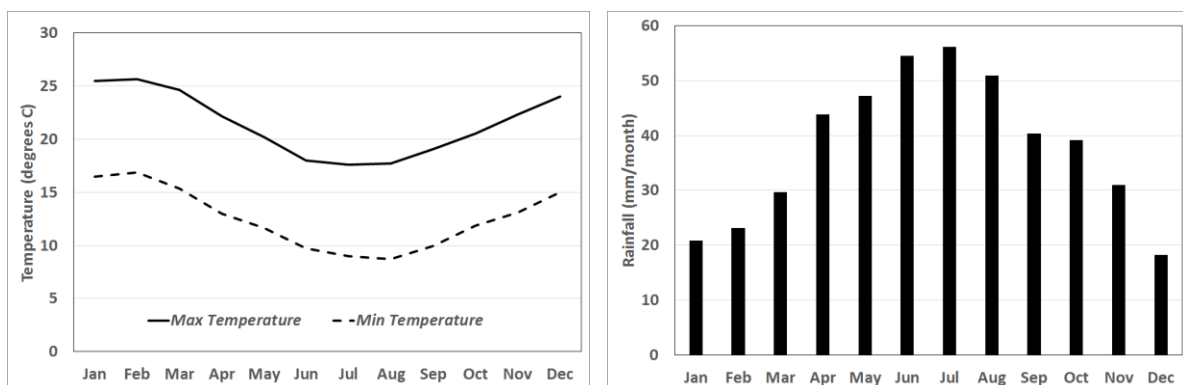 30
25
20
15
10
5
0
Temperature (degrees C)
Max Temperature Min Temperature
Jan Feb Mar Apr May Jun Jul Aug Sep Oct Nov Dec
60
50
40
30
20
10
0
Rainfall (mm/month)
Jan Feb Mar Apr May Jun Jul Aug Sep Oct Nov Dec